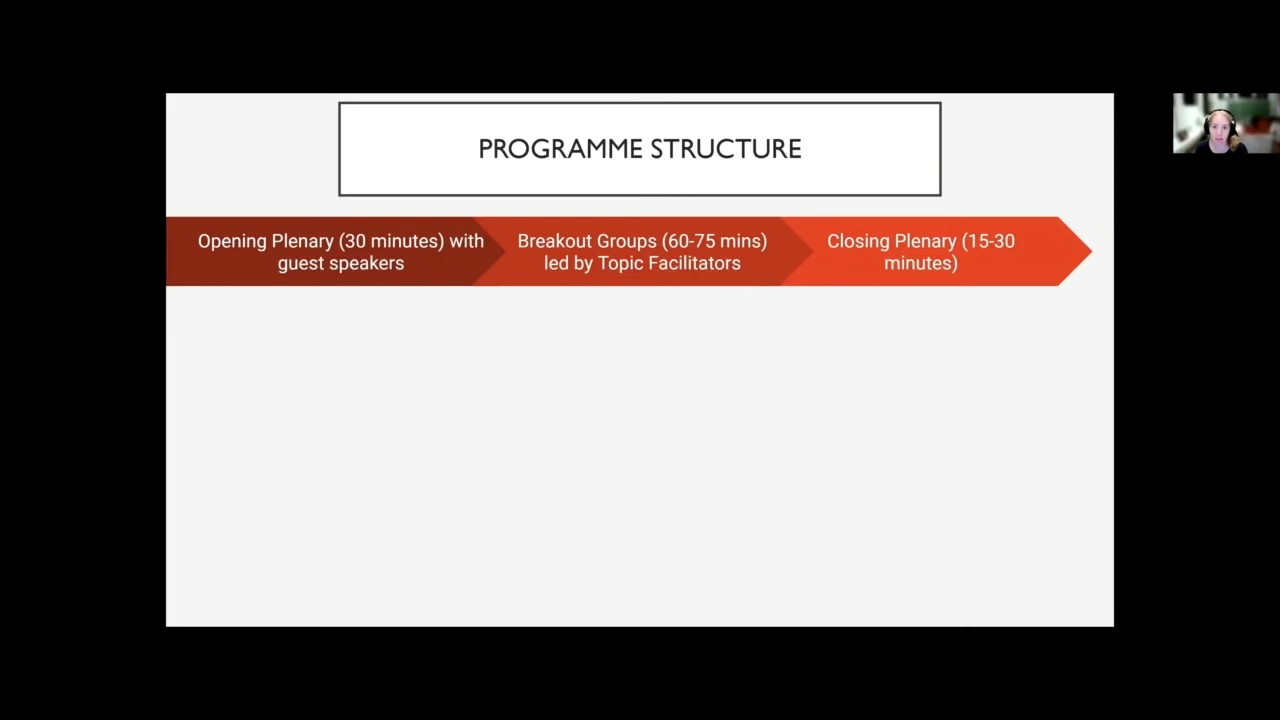 PROGRAMME STRUCTURE
Opening Plenary (30 minutes) with
guest speakers
Breakout Groups (60-75 mins)
led by Topic Facilitators
Closing Plenary (15-30
minutes)